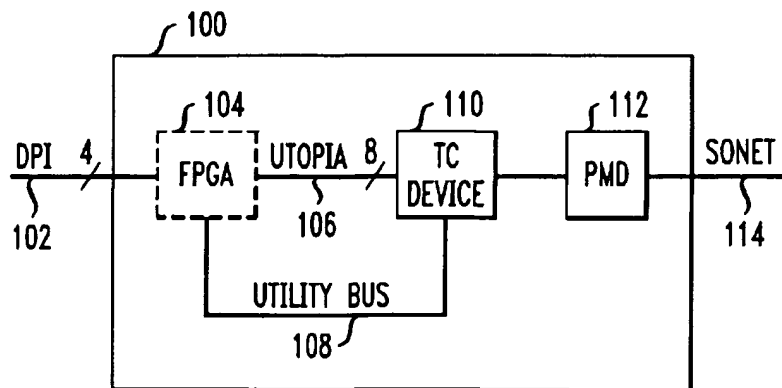 100
104
110
112
DPI 4
FPGA
UTOPIA 8
TC
DEVICE
PMD
SONET
102
106
114
UTILITY BUS
108